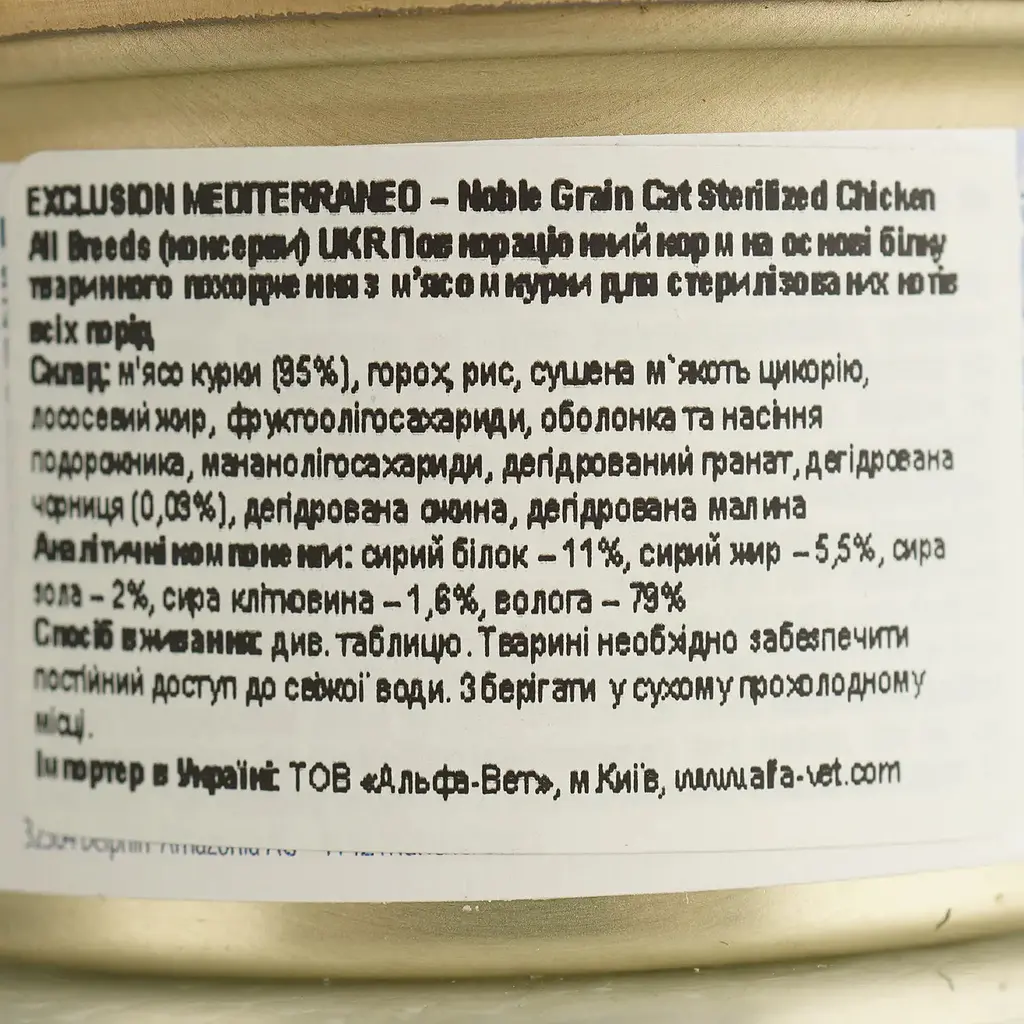 EXCLUSION MEDITERRANEO – Noble Grain Cat Sterilized Chicken
All Breeds (консерви) UKR Повнораціонний корм на основі білку
тваринного походження з м’ясом курки для стерилізованих котів
всіх порід
Склад: м'ясо курки (95%), горох, рис, сушена м`якоть цикорію,
лососевий жир, фруктоолігосахариди, оболонка та насіння
подорожника, мананолігосахариди, дегідрований гранат, дегідрована
чорниця (0,03%), дегідрована ожина, дегідрована малина
Аналітичні компоненти: сирий білок – 11%, сирий жир – 5,5%, сира
зола – 2%, сира клітковина – 1,6%, волога – 79%
Спосіб вживання: див. таблицю. Тварині необхідно забезпечити
постійний доступ до свіжої води. Зберігати у сухому прохолодному
місці.
Імпортер в Україні: ТОВ «Альфа-Вет», м.Київ, www.alfa-vet.com